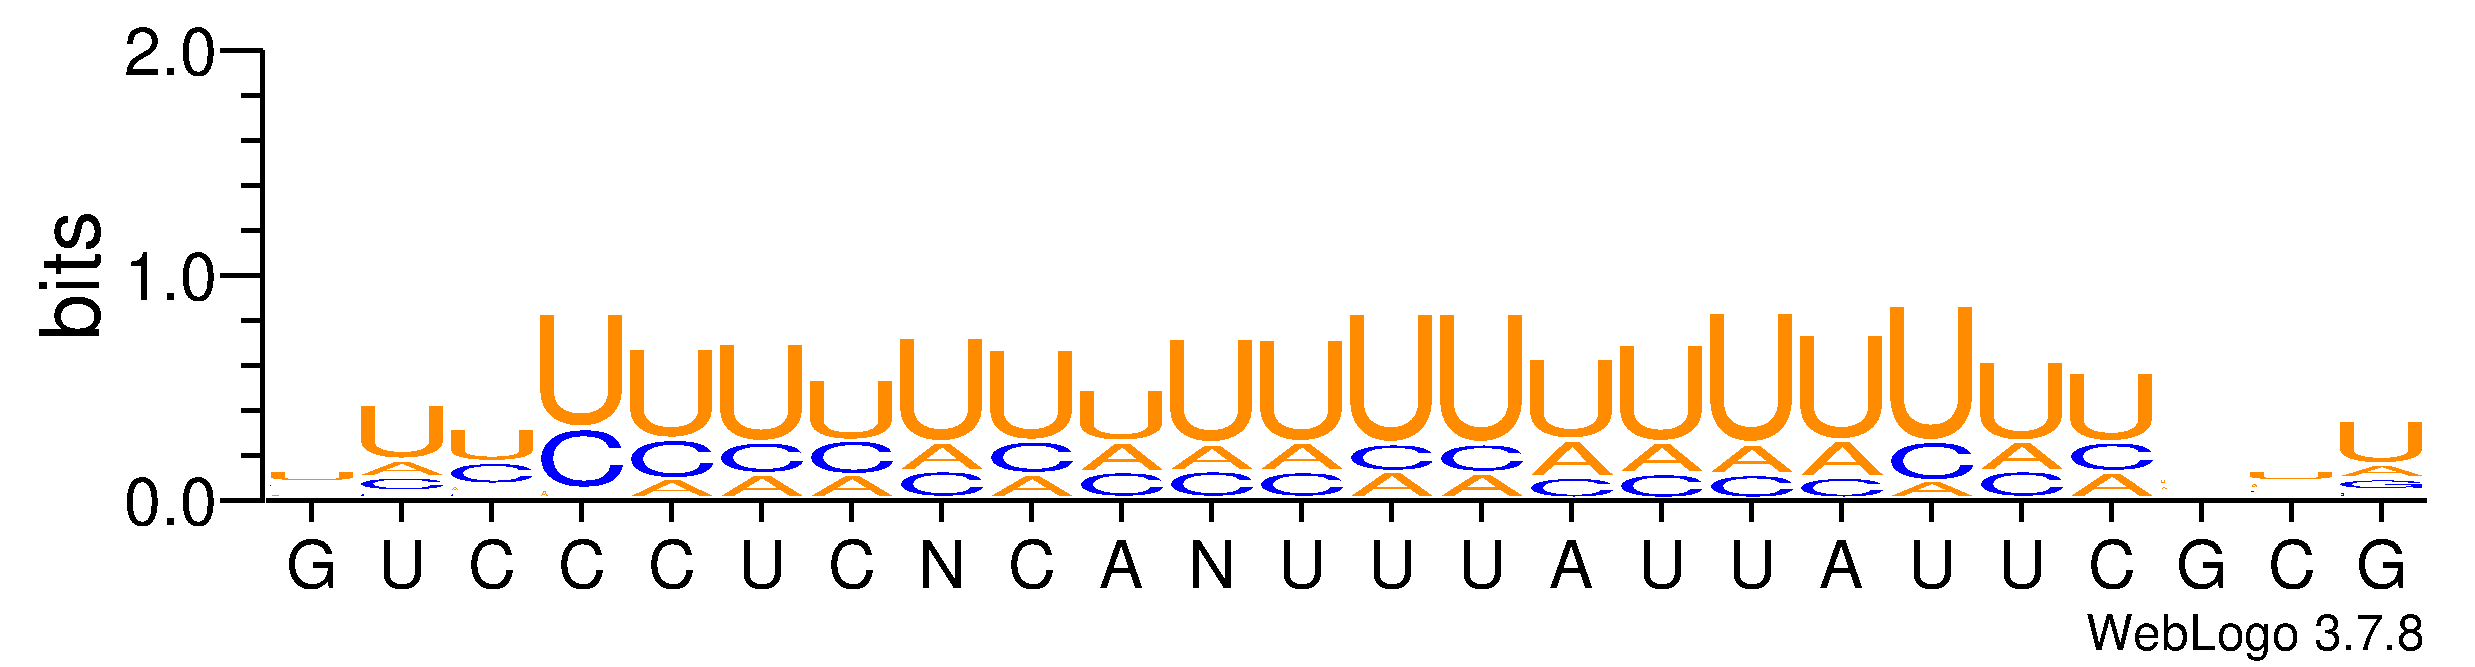 2.0
1.0
0.0
bits
G U C C C U C N C A N U U U A U U A U U C G C G
WebLogo 3.7.8